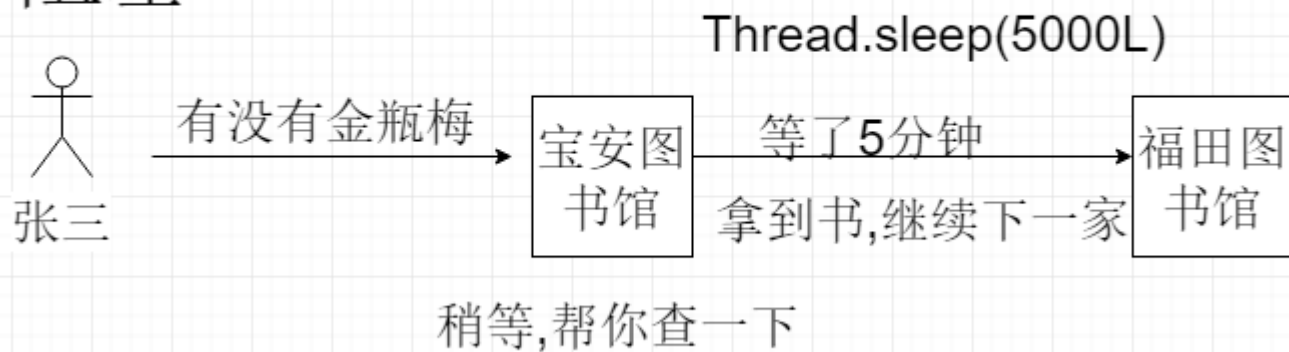 Thread.sleep(5000L)
有没有金瓶梅
宝安图
书馆
等了5分钟
福田图
书馆
张三
拿到书,继续下一家
稍等,帮你查一下